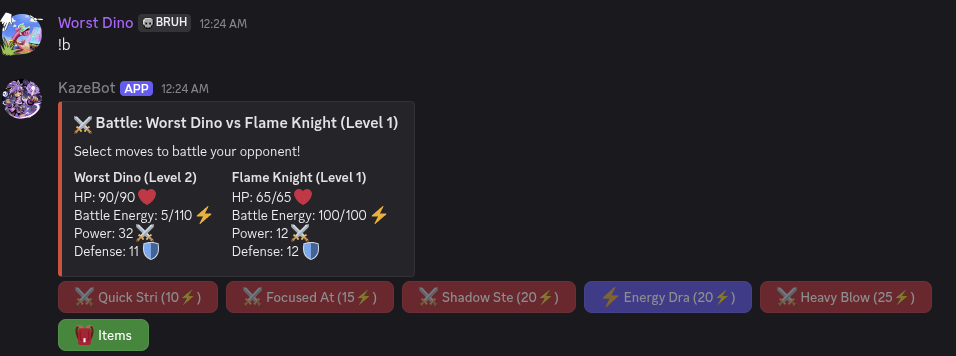 Worst Dino 💀 BRUH 12:24 AM
!b
KazeBot APP 12:24 AM
⚔️ Battle: Worst Dino vs Flame Knight (Level 1)
Select moves to battle your opponent!
Worst Dino (Level 2)
HP: 90/90 ❤️
Battle Energy: 5/110 ⚡
Power: 32 ⚔️
Defense: 11 🛡️
Flame Knight (Level 1)
HP: 65/65 ❤️
Battle Energy: 100/100 ⚡
Power: 12 ⚔️
Defense: 12 🛡️
⚔️ Quick Stri (10⚡) ⚔️ Focused At (15⚡) ⚔️ Shadow Ste (20⚡) ⚡ Energy Dra (20⚡) ⚔️ Heavy Blow (25⚡)
🎒 Items